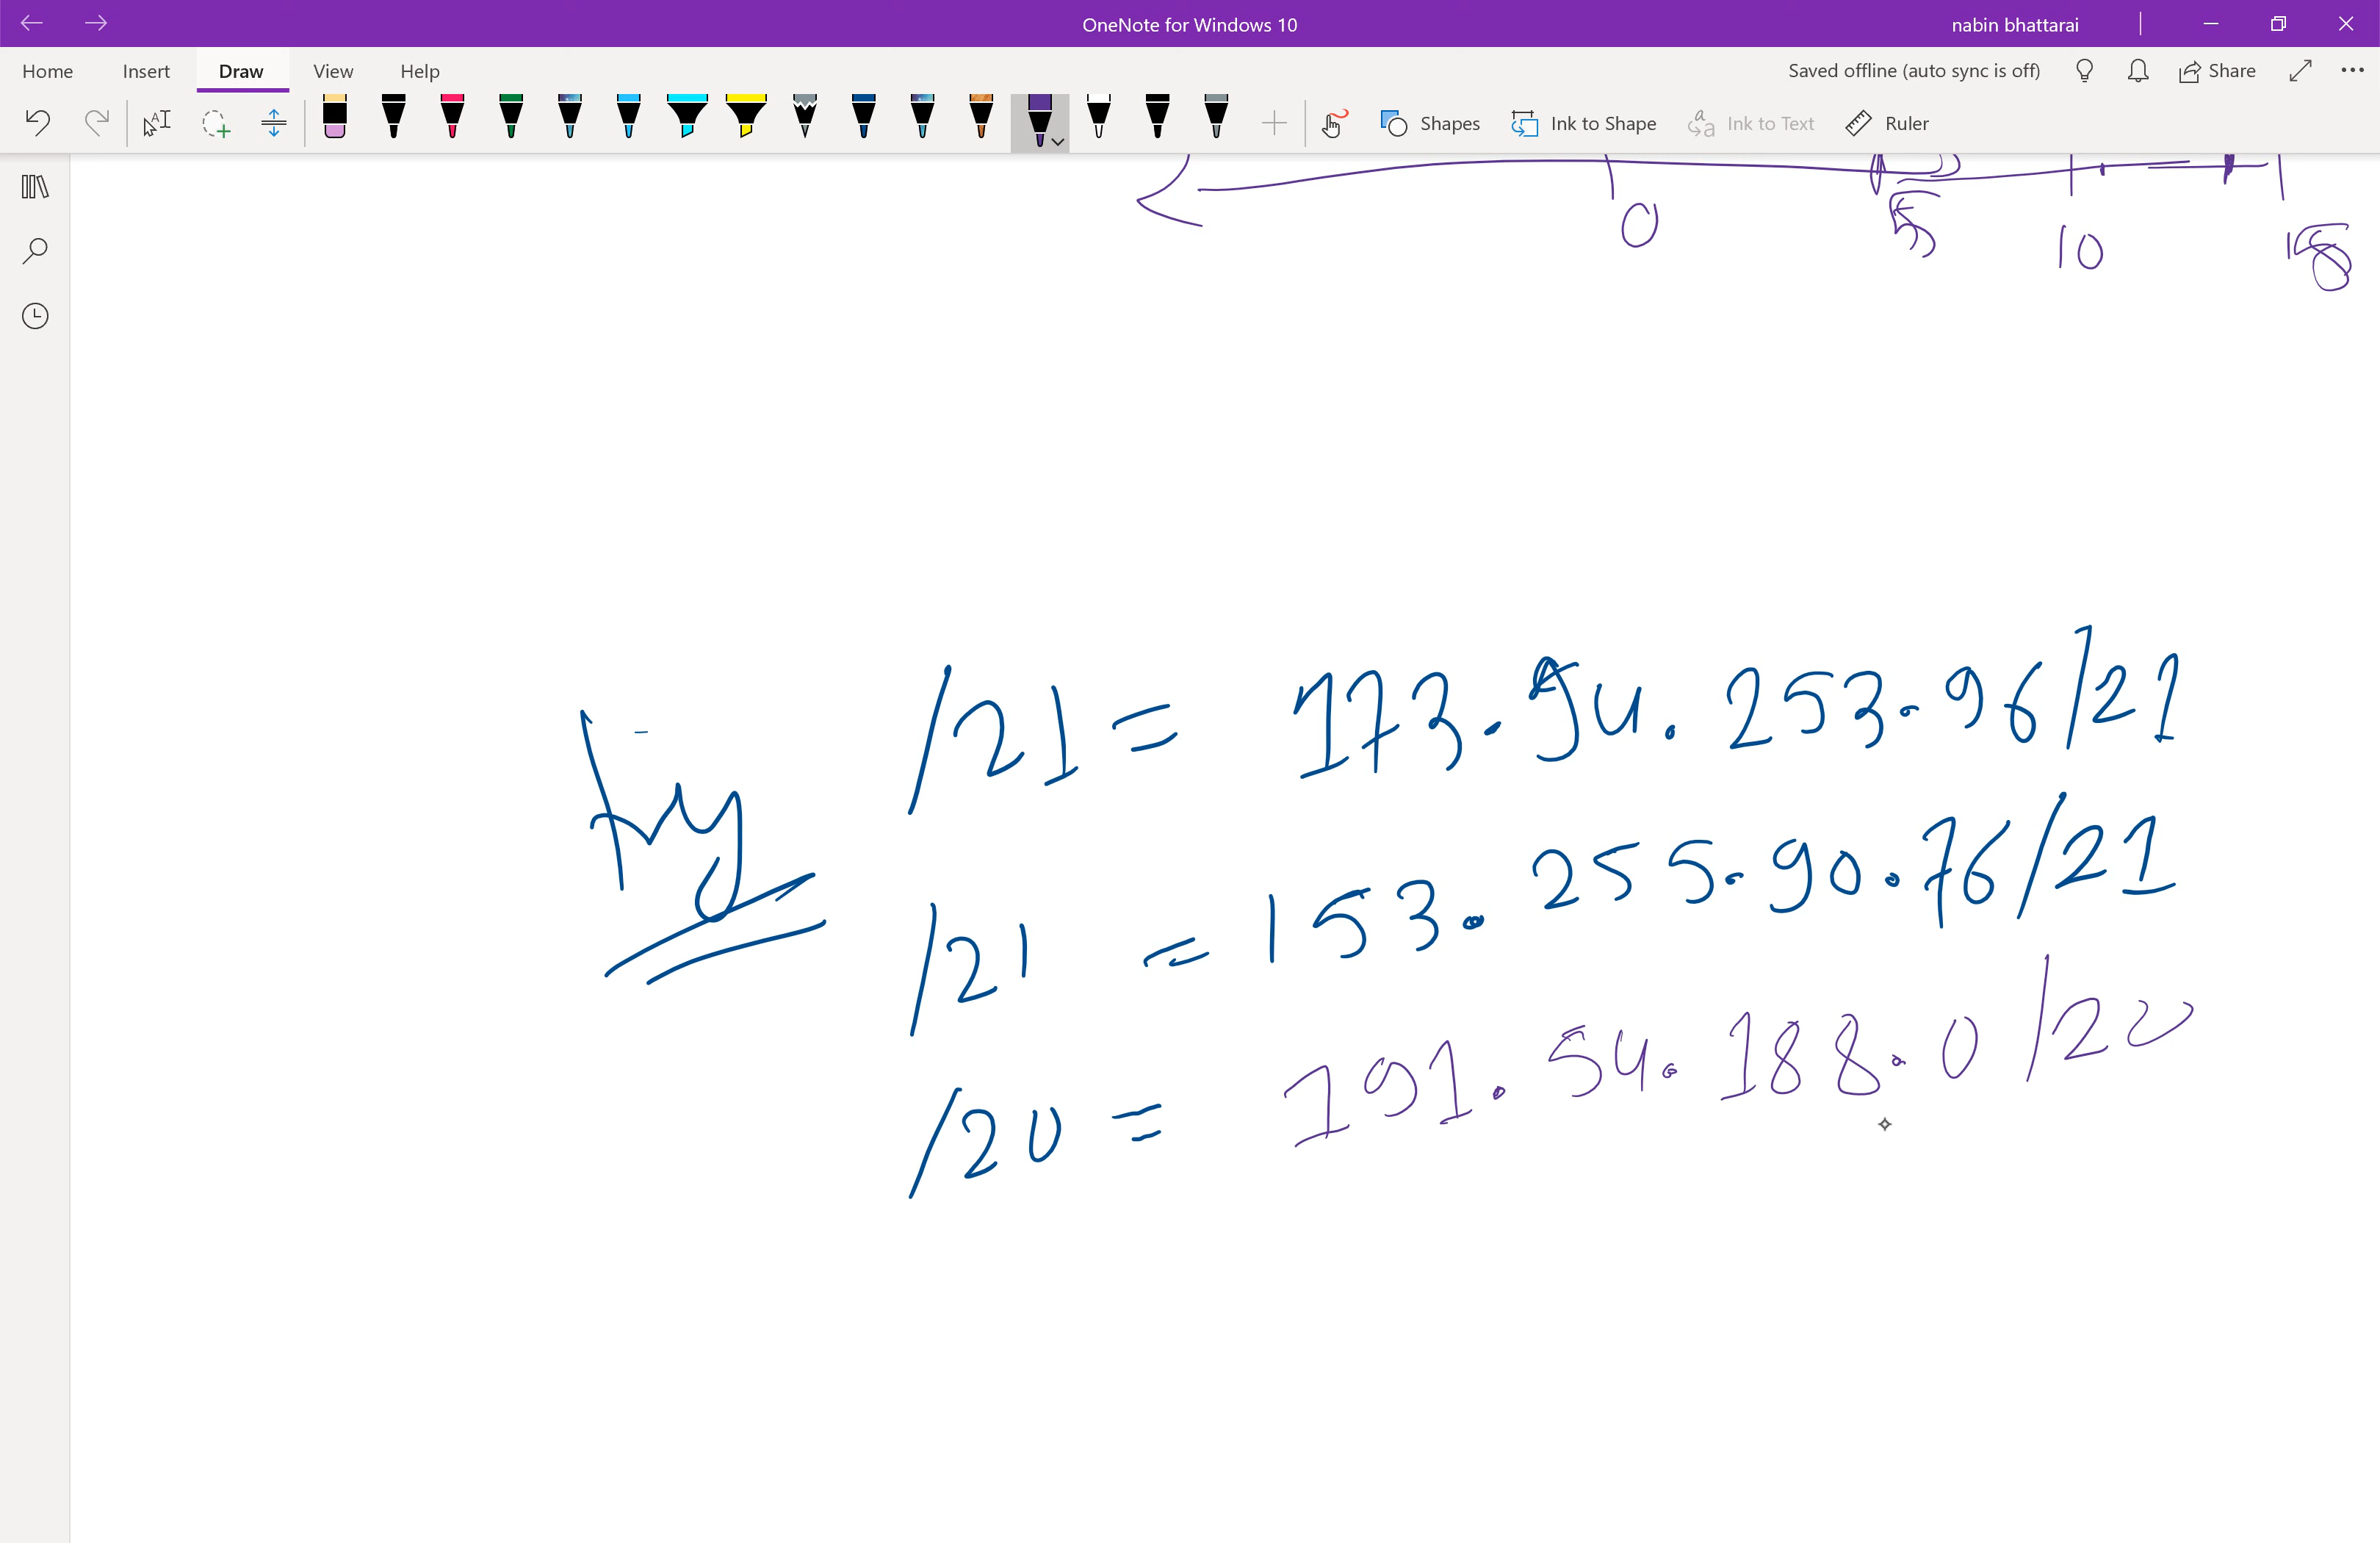 OneNote for Windows 10
nabin bhattarai
Home Insert Draw View Help
Saved offline (auto sync is off)
Share
Shapes Ink to Shape Ink to Text Ruler
0 5 10
try
/21 = 173.54.253.96/21
/21 = 153.255.90.76/21
/20 = 191.54.188.0/20